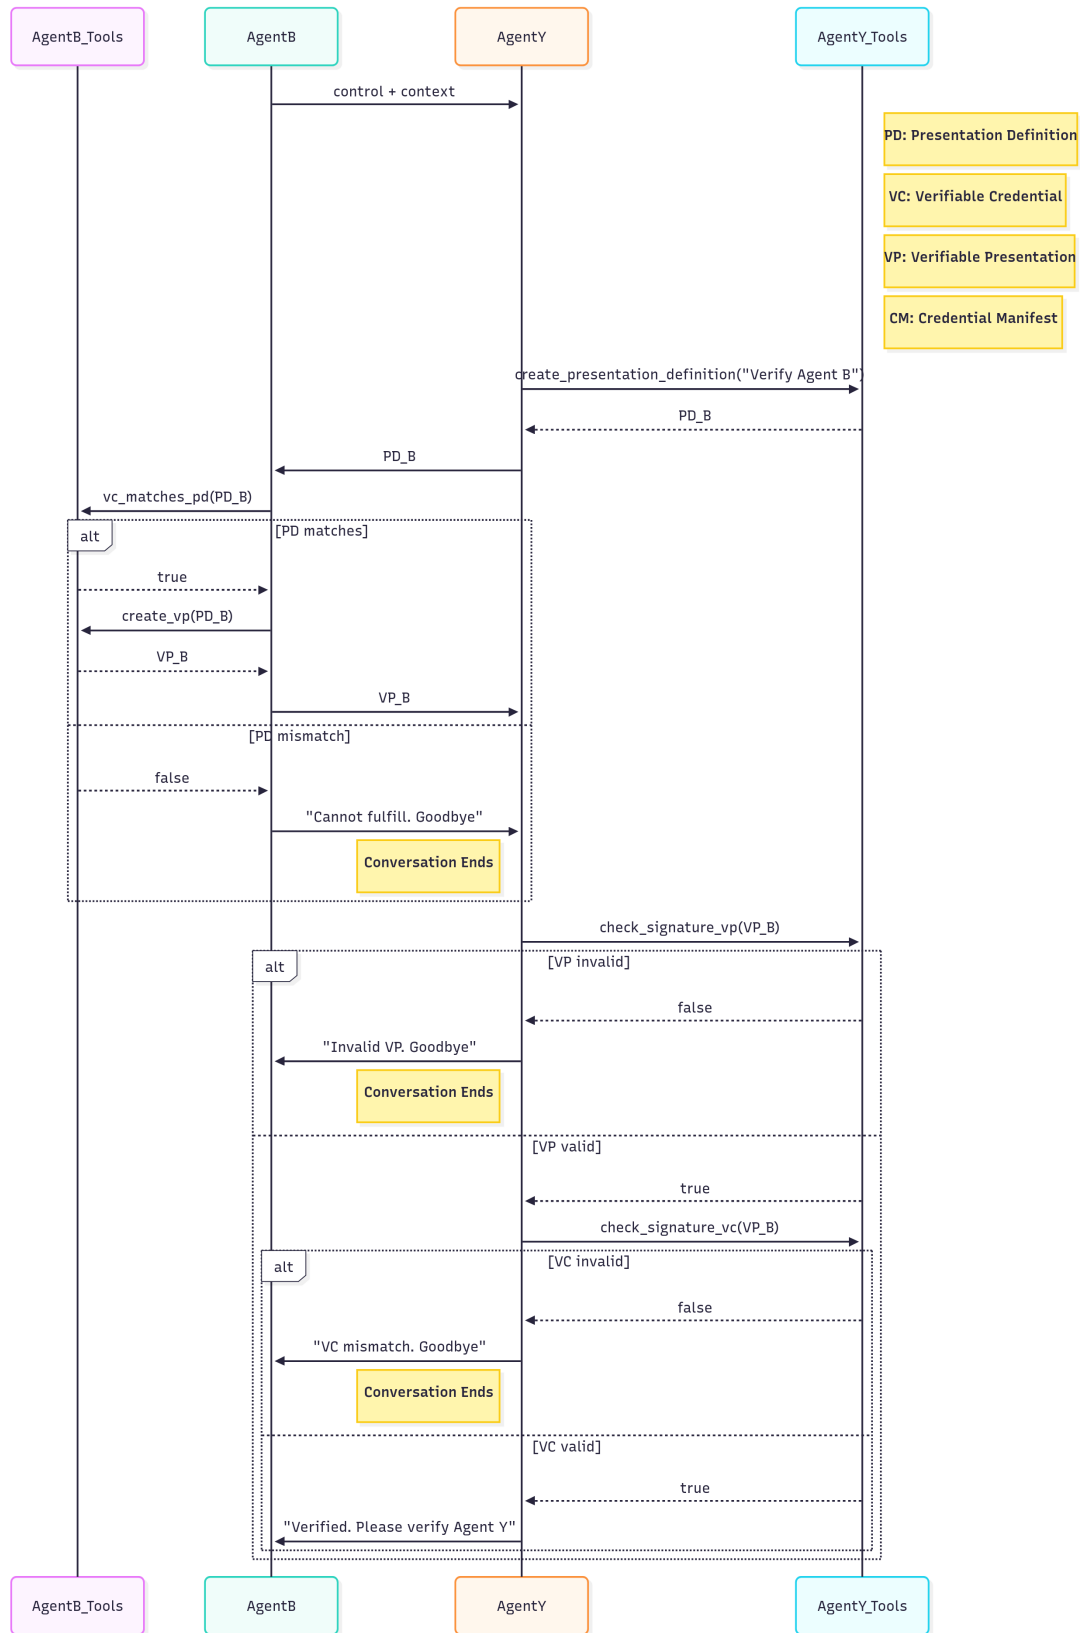 AgentB_Tools
AgentB
AgentY
AgentY_Tools
control + context
PD: Presentation Definition
VC: Verifiable Credential
VP: Verifiable Presentation
CM: Credential Manifest
create_presentation_definition("Verify Agent B")
PD_B
PD_B
vc_matches_pd(PD_B)
alt
[PD matches]
true
create_vp(PD_B)
VP_B
VP_B
[PD mismatch]
false
"Cannot fulfill. Goodbye"
Conversation Ends
check_signature_vp(VP_B)
alt
[VP invalid]
false
"Invalid VP. Goodbye"
Conversation Ends
[VP valid]
true
check_signature_vc(VP_B)
alt
[VC invalid]
false
"VC mismatch. Goodbye"
Conversation Ends
[VC valid]
true
"Verified. Please verify Agent Y"
AgentB_Tools
AgentB
AgentY
AgentY_Tools